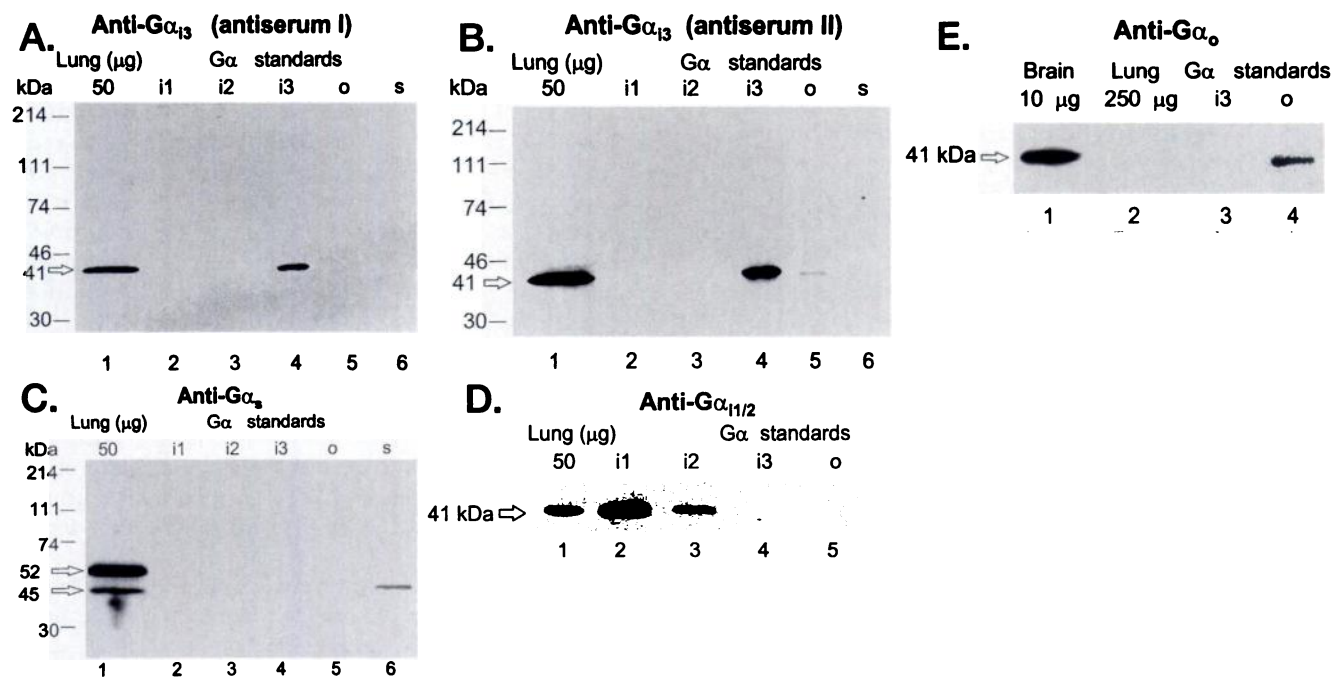 A.
Anti-Gαi3 (antiserum I)
Lung (µg) Gα standards
kDa 50 i1 i2 i3 o s
214
111
74
46
41
30
1 2 3 4 5 6
B.
Anti-Gαi3 (antiserum II)
Lung (µg) Gα standards
kDa 50 i1 i2 i3 o s
214
111
74
46
41
30
1 2 3 4 5 6
C.
Anti-Gαs
Lung (µg) Gα standards
kDa 50 i1 i2 i3 o s
214
111
74
52
45
30
1 2 3 4 5 6
D.
Anti-Gαi1/2
Lung (µg) Gα standards
50 i1 i2 i3 o
41 kDa
1 2 3 4 5
E.
Anti-Gαo
Brain Lung Gα standards
10 µg 250 µg i3 o
41 kDa
1 2 3 4